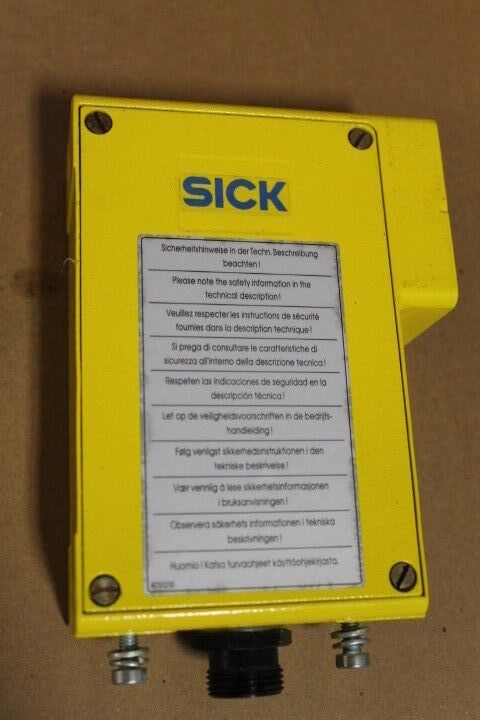 SICK
Sicherheitshinweise in der Techn. Beschreibung
beachten!
Please note the safety information in the
technical description!
Veuillez respecter les instructions de sécurité
fournies dans la description technique!
Si prega di consultare le caratteristiche di
sicurezza all'interno della descrizione tecnica!
Respeten las indicaciones de seguridad en la
descripción técnica!
Let op de veiligheidsvoorschriften in de bedrijfs-
handleiding!
Følg venligst sikkerhedsinstruktionen i den
tekniske beskrivelse!
Vær vennlig å lese sikkerhetsinformasjonen
i bruksanvisningen!
Observera säkerhets informationen i tekniska
beskrivningen!
Huomio! Katso turvaohjeet käyttöohjekirjasta.